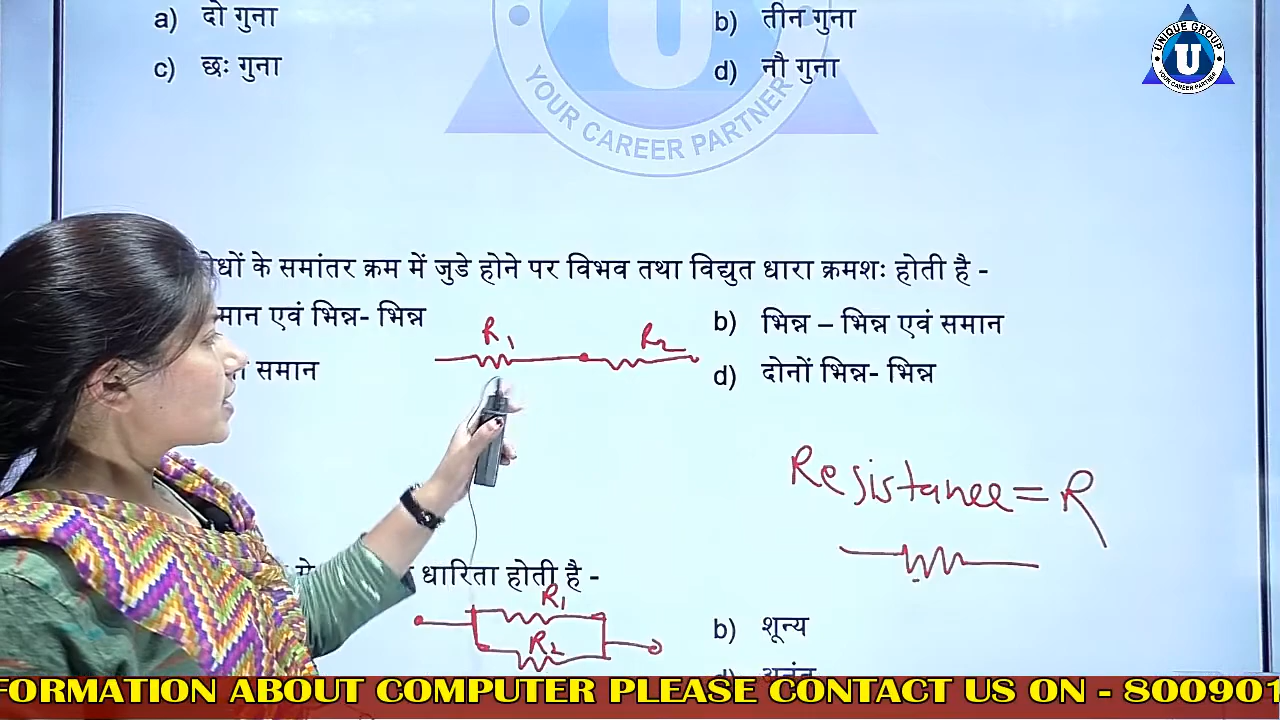 a) दो गुना
b) तीन गुना
c) छः गुना
d) नौ गुना
U
YOUR CAREER PARTNER
UNIQUE GROUP
U
YOUR CAREER PARTNER
के समांतर क्रम में जुडे होने पर विभव तथा विद्युत धारा क्रमशः होती है -
एवं भिन्न- भिन्न
b) भिन्न – भिन्न एवं समान
R1
R2
समान
d) दोनों भिन्न- भिन्न
Resistance = R
धारिता होती है -
R1
R2
b) शून्य
FORMATION ABOUT COMPUTER PLEASE CONTACT US ON - 800901